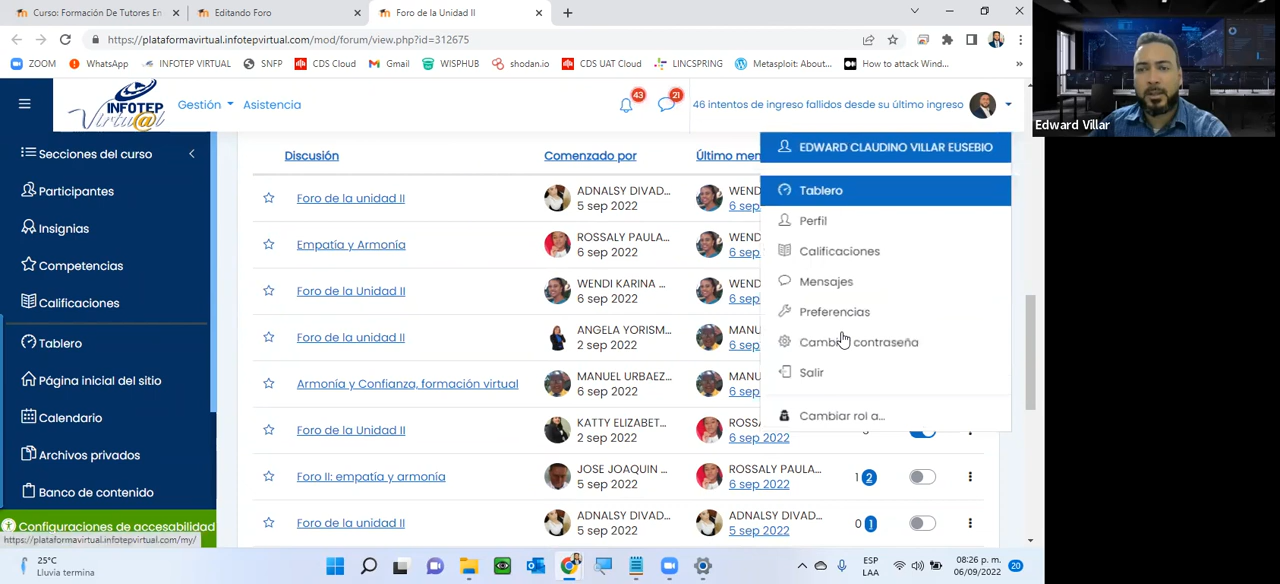 Curso: Formación De Tutores En
Editando Foro
Foro de la Unidad II
https://plataformavirtual.infotepvirtual.com/mod/forum/view.php?id=312675
ZOOM
WhatsApp
INFOTEP VIRTUAL
SNFP
CDS Cloud
Gmail
WISPHUB
shodan.io
CDS UAT Cloud
LINCSPRING
Metasploit: About...
How to attack Wind...
»
INFOTEP
Virtu@l
Gestión
Asistencia
43
21
46 intentos de ingreso fallidos desde su último ingreso
Edward Villar
Secciones del curso
Participantes
Insignias
Competencias
Calificaciones
Tablero
Página inicial del sitio
Calendario
Archivos privados
Banco de contenido
Configuraciones de accesabilidad
https://plataformavirtual.infotepvirtual.com/my/
Discusión
Comenzado por
Último men
Foro de la unidad II
ADNALSY DIVAD...
5 sep 2022
WEND
6 sep
Empatía y Armonía
ROSSALY PAULA...
6 sep 2022
WEND
6 sep
Foro de la Unidad II
WENDI KARINA ...
6 sep 2022
WEND
6 sep
Foro de la unidad II
ANGELA YORISM...
2 sep 2022
MANU
6 sep
Armonía y Confianza, formación virtual
MANUEL URBAEZ...
6 sep 2022
MANU
6 sep
Foro de la Unidad II
KATTY ELIZABET...
2 sep 2022
ROSSA
6 sep 2022
Foro II: empatía y armonía
JOSE JOAQUIN ...
5 sep 2022
ROSSALY PAULA...
6 sep 2022
1 2
Foro de la unidad II
ADNALSY DIVAD...
5 sep 2022
ADNALSY DIVAD...
5 sep 2022
0 1
EDWARD CLAUDINO VILLAR EUSEBIO
Tablero
Perfil
Calificaciones
Mensajes
Preferencias
Cambi contraseña
Salir
Cambiar rol a...
25°C
Lluvia termina
ESP
LAA
08:26 p. m.
06/09/2022
20